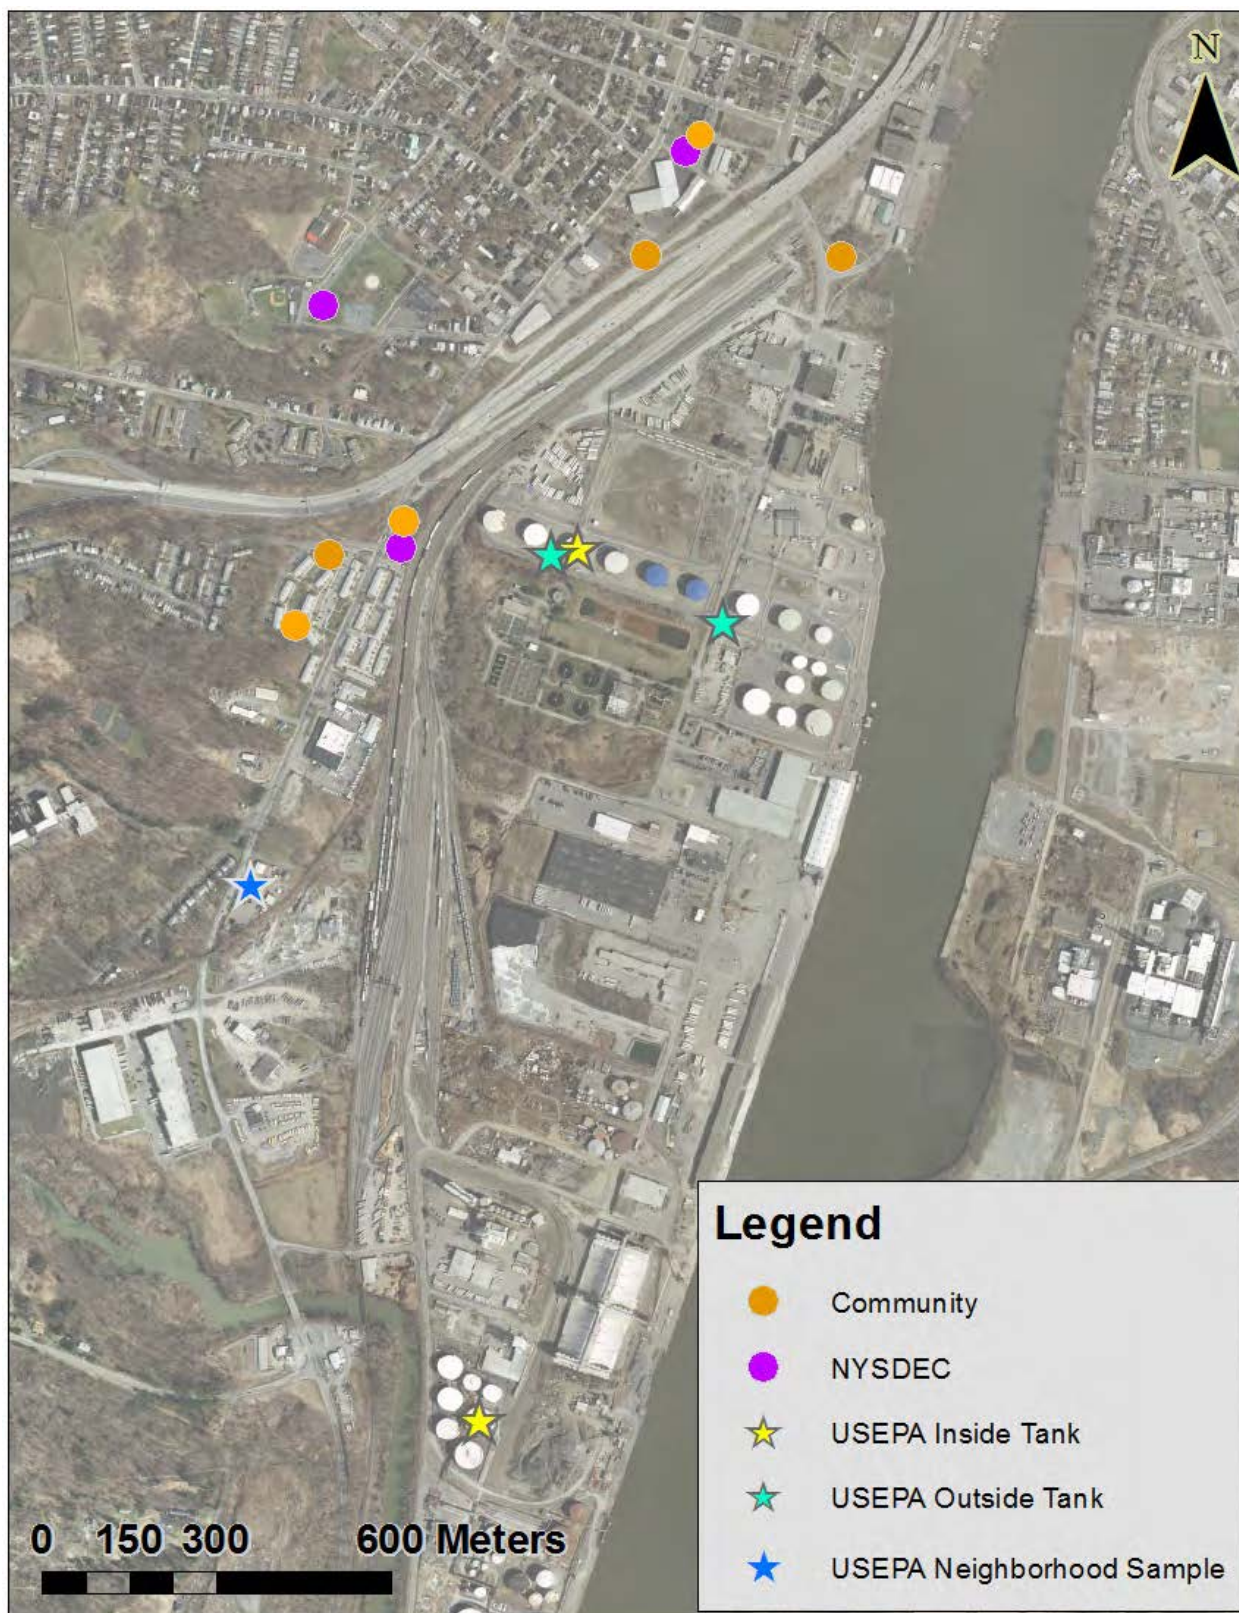 N
Legend
Community
NYSDEC
USEPA Inside Tank
USEPA Outside Tank
USEPA Neighborhood Sample
0 150 300 600 Meters